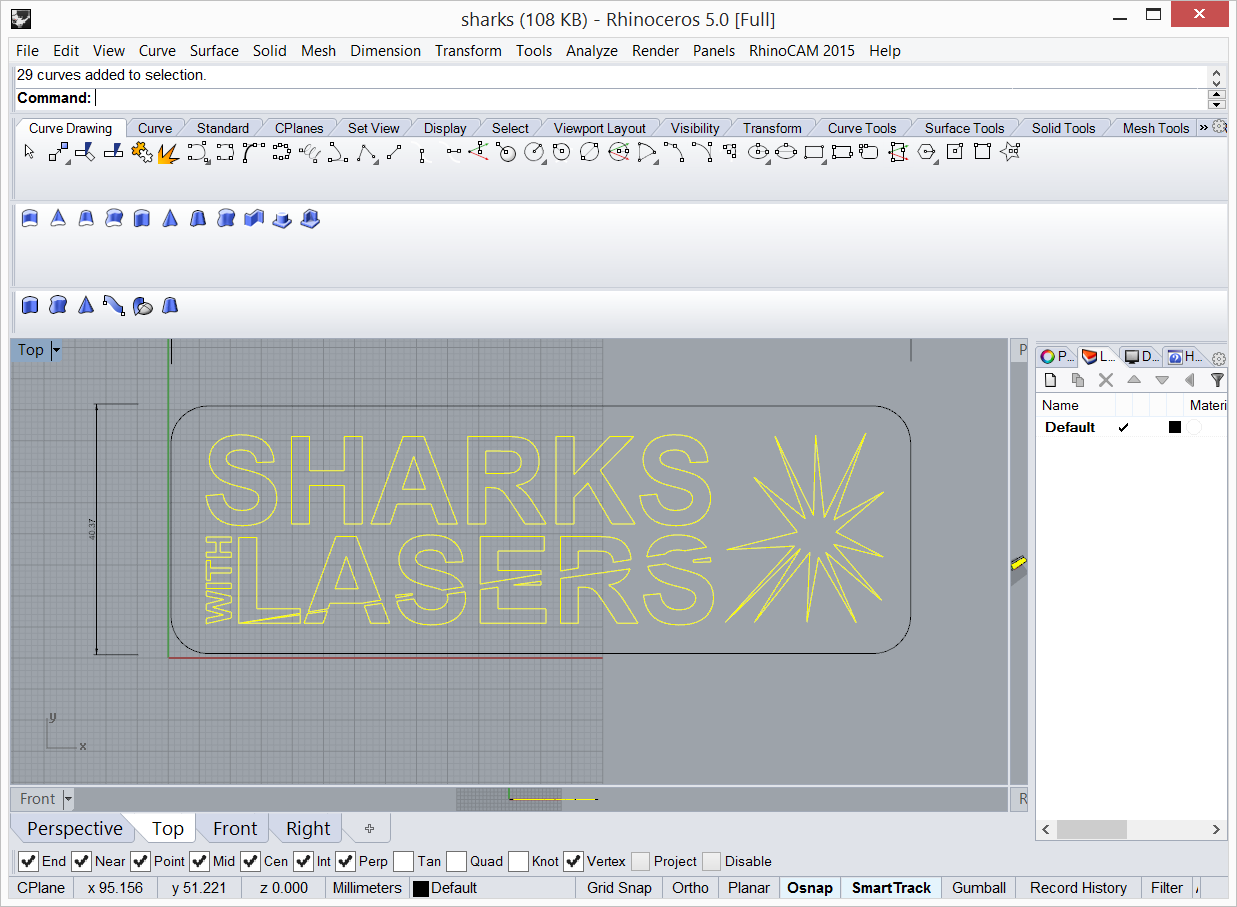 sharks (108 KB) - Rhinoceros 5.0 [Full]
File Edit View Curve Surface Solid Mesh Dimension Transform Tools Analyze Render Panels RhinoCAM 2015 Help
29 curves added to selection.
Command:
Curve Drawing Curve Standard CPlanes Set View Display Select Viewport Layout Visibility Transform Curve Tools Surface Tools Solid Tools Mesh Tools »
Top
P
P... L... D... H...
Name Materi
Default
SHARKS
WITH LASERS
40.37
y
x
Front
R
Perspective Top Front Right
End Near Point Mid Cen Int Perp Tan Quad Knot Vertex Project Disable
CPlane x 95.156 y 51.221 z 0.000 Millimeters Default Grid Snap Ortho Planar Osnap SmartTrack Gumball Record History Filter